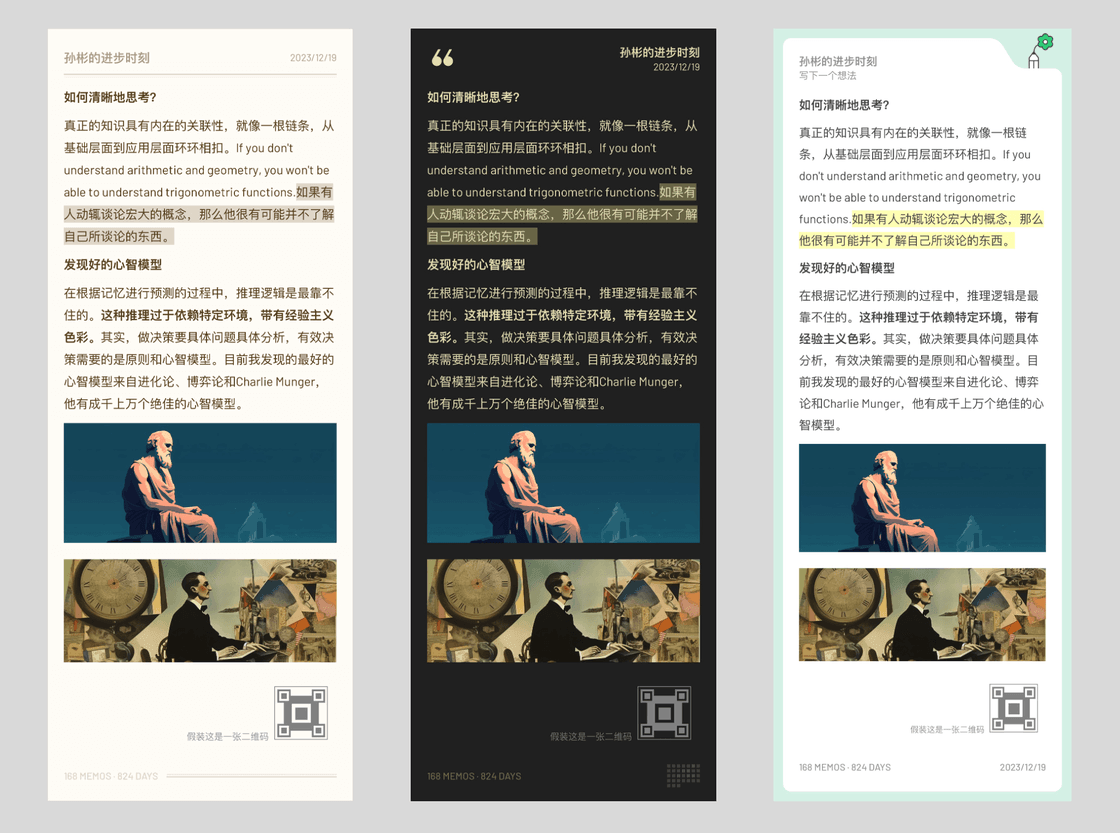 孙彬的进步时刻
2023/12/19
如何清晰地思考?
真正的知识具有内在的关联性，就像一根链条，从
基础层面到应用层面环环相扣。If you don't
understand arithmetic and geometry, you won't be
able to understand trigonometric functions.如果有
人动辄谈论宏大的概念，那么他很有可能并不了解
自己所谈论的东西。
发现好的心智模型
在根据记忆进行预测的过程中，推理逻辑是最靠不
住的。这种推理过于依赖特定环境，带有经验主义
色彩。其实，做决策要具体问题具体分析，有效决
策需要的是原则和心智模型。目前我发现的最好的
心智模型来自进化论、博弈论和Charlie Munger，
他有成千上万个绝佳的心智模型。
假装这是一张二维码
168 MEMOS · 824 DAYS
孙彬的进步时刻
2023/12/19
如何清晰地思考?
真正的知识具有内在的关联性，就像一根链条，从
基础层面到应用层面环环相扣。If you don't
understand arithmetic and geometry, you won't be
able to understand trigonometric functions.如果有
人动辄谈论宏大的概念，那么他很有可能并不了解
自己所谈论的东西。
发现好的心智模型
在根据记忆进行预测的过程中，推理逻辑是最靠不
住的。这种推理过于依赖特定环境，带有经验主义
色彩。其实，做决策要具体问题具体分析，有效决
策需要的是原则和心智模型。目前我发现的最好的
心智模型来自进化论、博弈论和Charlie Munger，
他有成千上万个绝佳的心智模型。
假装这是一张二维码
168 MEMOS · 824 DAYS
孙彬的进步时刻
写下一个想法
如何清晰地思考?
真正的知识具有内在的关联性，就像一根链
条，从基础层面到应用层面环环相扣。If you
don't understand arithmetic and geometry, you
won't be able to understand trigonometric
functions.如果有人动辄谈论宏大的概念，那么
他很有可能并不了解自己所谈论的东西。
发现好的心智模型
在根据记忆进行预测的过程中，推理逻辑是最
靠不住的。这种推理过于依赖特定环境，带有
经验主义色彩。其实，做决策要具体问题具体
分析，有效决策需要的是原则和心智模型。目
前我发现的最好的心智模型来自进化论、博弈
论和Charlie Munger，他有成千上万个绝佳的心
智模型。
假装这是一张二维码
168 MEMOS · 824 DAYS
2023/12/19